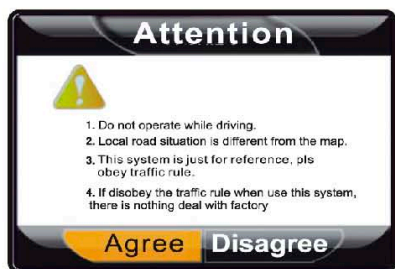 Attention
1. Do not operate while driving.
2. Local road situation is different from the map.
3. This system is just for reference, pls
obey traffic rule.
4. If disobey the traffic rule when use this system,
there is nothing deal with factory
Agree Disagree